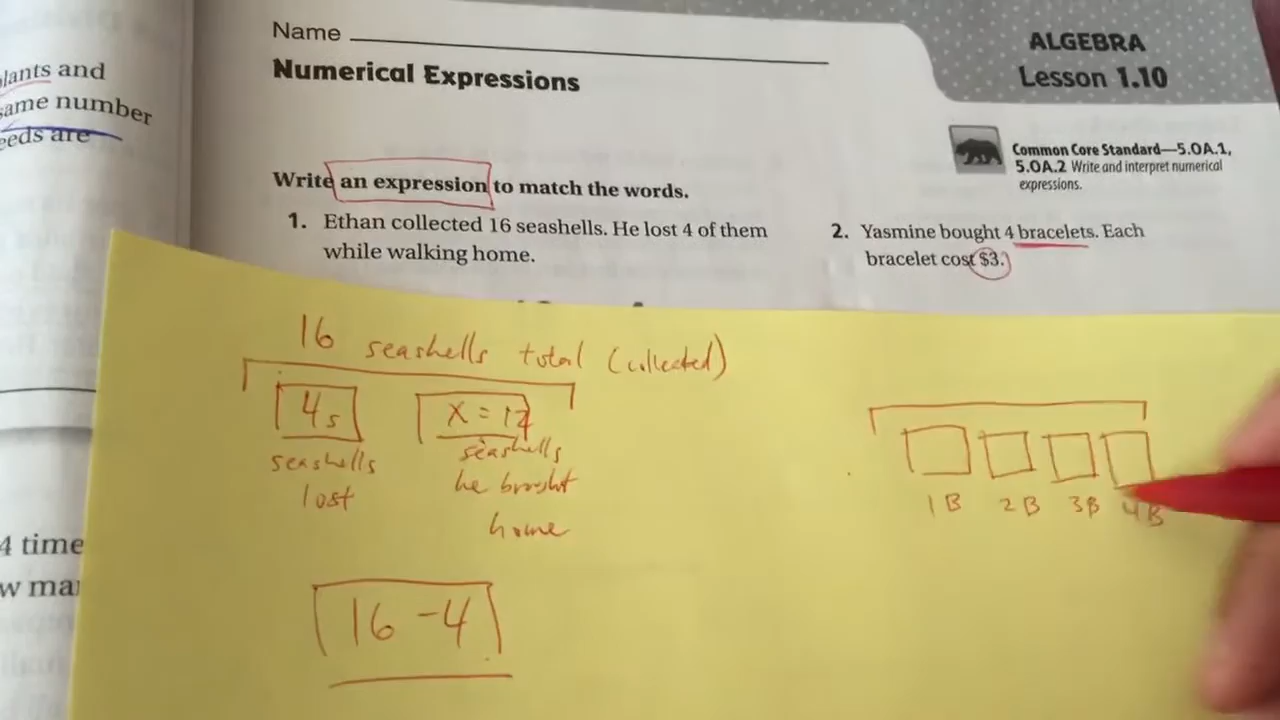 lants and
same number
eeds are
4 time
Name
ALGEBRA
Lesson 1.10
Numerical Expressions
Common Core Standard—5.OA.1,
5.OA.2 Write and interpret numerical
expressions.
Write an expression to match the words.
1. Ethan collected 16 seashells. He lost 4 of them
while walking home.
2. Yasmine bought 4 bracelets. Each
bracelet cost $3.
16 seashells total (collected)
4s
x = 12
seashells
lost
seashells
he brought
home
16 - 4
1B 2B 3B 4B